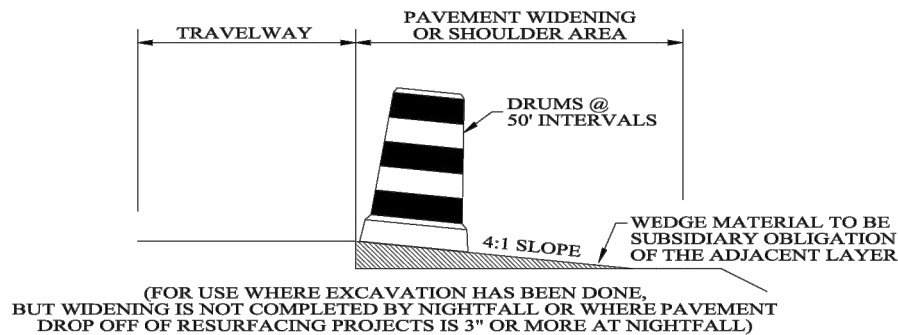 TRAVELWAY
PAVEMENT WIDENING
OR SHOULDER AREA
DRUMS @
50' INTERVALS
4:1 SLOPE
WEDGE MATERIAL TO BE
SUBSIDIARY OBLIGATION
OF THE ADJACENT LAYER
(FOR USE WHERE EXCAVATION HAS BEEN DONE,
BUT WIDENING IS NOT COMPLETED BY NIGHTFALL OR WHERE PAVEMENT
DROP OFF OF RESURFACING PROJECTS IS 3" OR MORE AT NIGHTFALL)